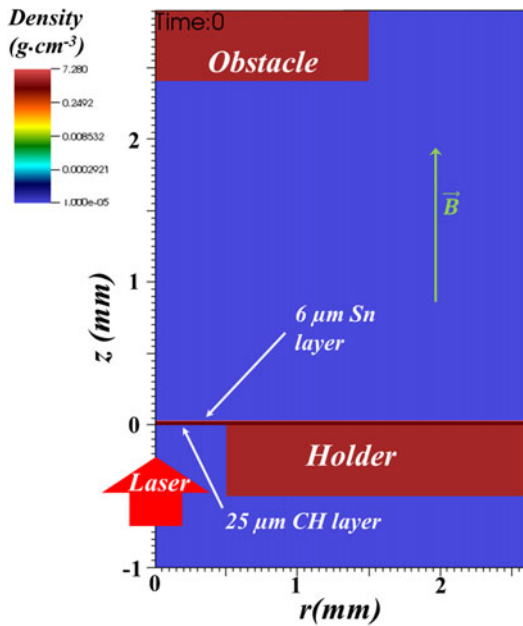 Density
(g.cm⁻³)
7.280
0.2492
0.008532
0.0002921
1.000e-05
Time:0
Obstacle
2
B
z (mm)
1
6 µm Sn
layer
0
Holder
Laser
25 µm CH layer
-1
0
1
2
r(mm)